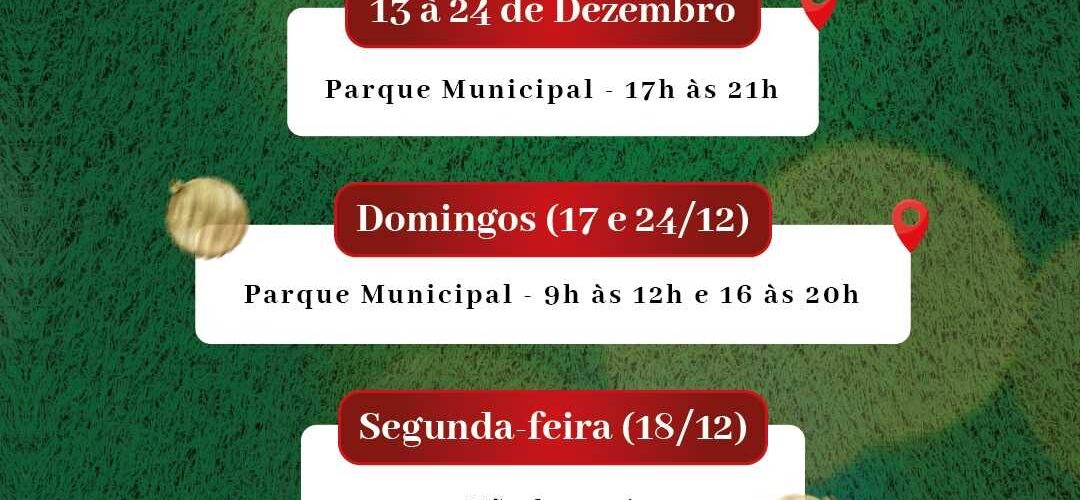 13 à 24 de Dezembro
Parque Municipal - 17h às 21h
Domingos (17 e 24/12)
Parque Municipal - 9h às 12h e 16 às 20h
Segunda-feira (18/12)